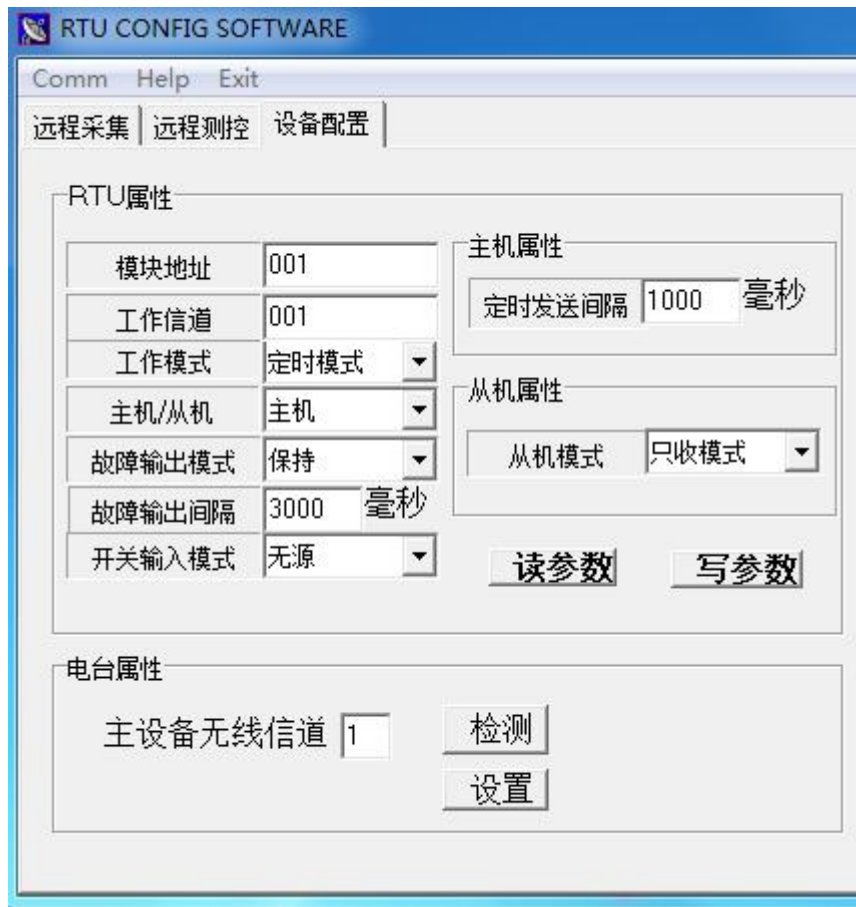 RTU CONFIG SOFTWARE
Comm Help Exit
远程采集 远程测控 设备配置
RTU属性
模块地址 001
工作信道 001
工作模式 定时模式
主机/从机 主机
故障输出模式 保持
故障输出间隔 3000 毫秒
开关输入模式 无源
主机属性
定时发送间隔 1000 毫秒
从机属性
从机模式 只收模式
读参数 写参数
电台属性
主设备无线信道 1 检测
设置